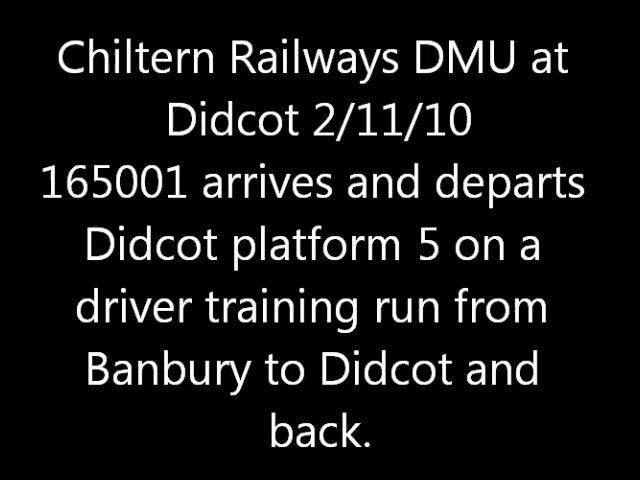 Chiltern Railways DMU at
Didcot 2/11/10
165001 arrives and departs
Didcot platform 5 on a
driver training run from
Banbury to Didcot and
back.